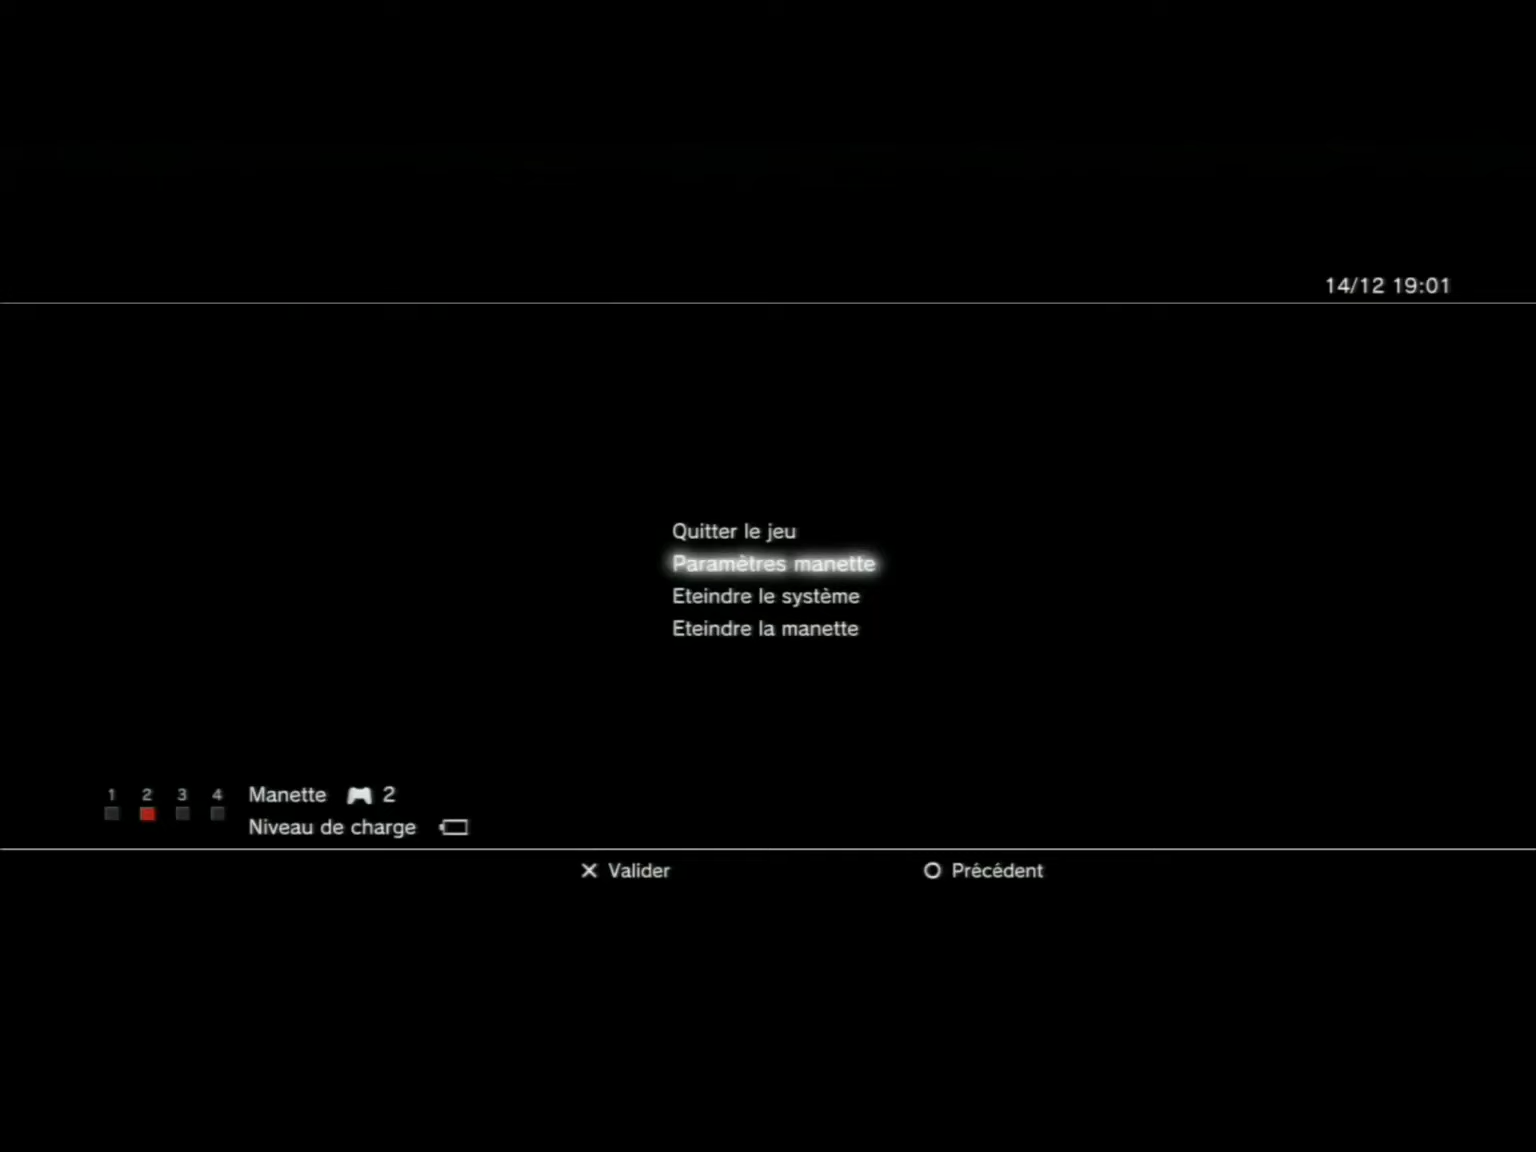 14/12 19:01
Quitter le jeu
Paramètres manette
Eteindre le système
Eteindre la manette
1 2 3 4 Manette 2
Niveau de charge
X Valider O Précédent